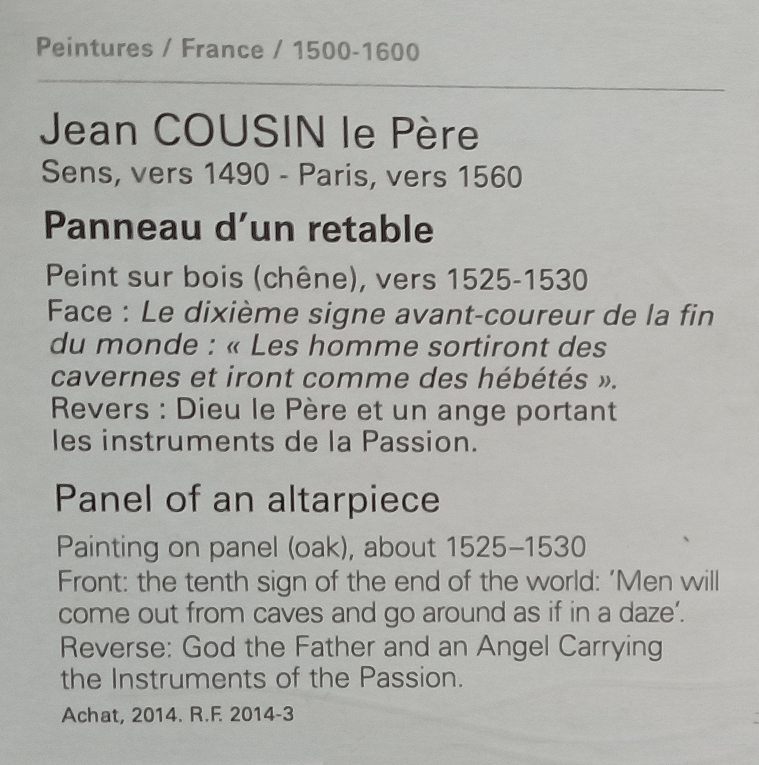 Peintures / France / 1500-1600
Jean COUSIN le Père
Sens, vers 1490 - Paris, vers 1560
Panneau d'un retable
Peint sur bois (chêne), vers 1525-1530
Face : Le dixième signe avant-coureur de la fin
du monde : « Les homme sortiront des
cavernes et iront comme des hébétés ».
Revers : Dieu le Père et un ange portant
les instruments de la Passion.
Panel of an altarpiece
Painting on panel (oak), about 1525–1530
Front: the tenth sign of the end of the world: 'Men will
come out from caves and go around as if in a daze'.
Reverse: God the Father and an Angel Carrying
the Instruments of the Passion.
Achat, 2014. R.F. 2014-3